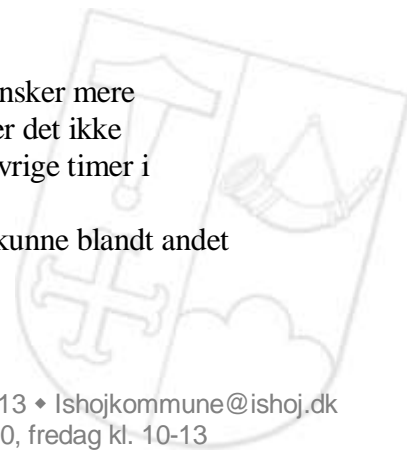 nsker mere
er det ikke
vrige timer i
kunne blandt andet
13 ◆ Ishojkommune@ishoj.dk
0, fredag kl. 10-13